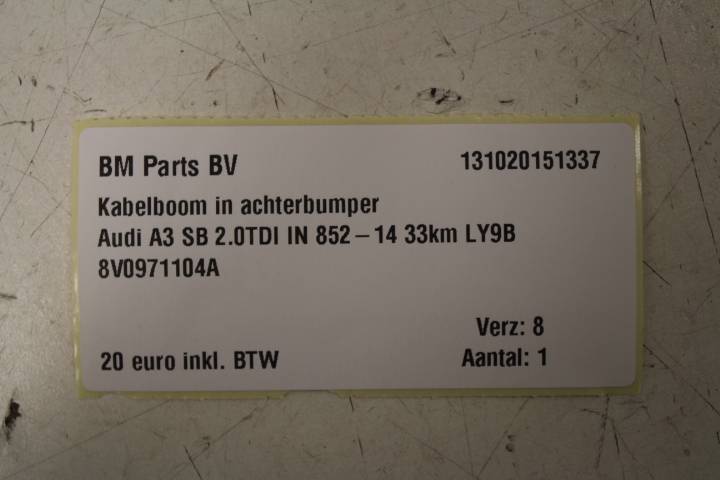 BM Parts BV 131020151337
Kabelboom in achterbumper
Audi A3 SB 2.0TDI IN 852 – 14 33km LY9B
8V0971104A
Verz: 8
20 euro inkl. BTW Aantal: 1